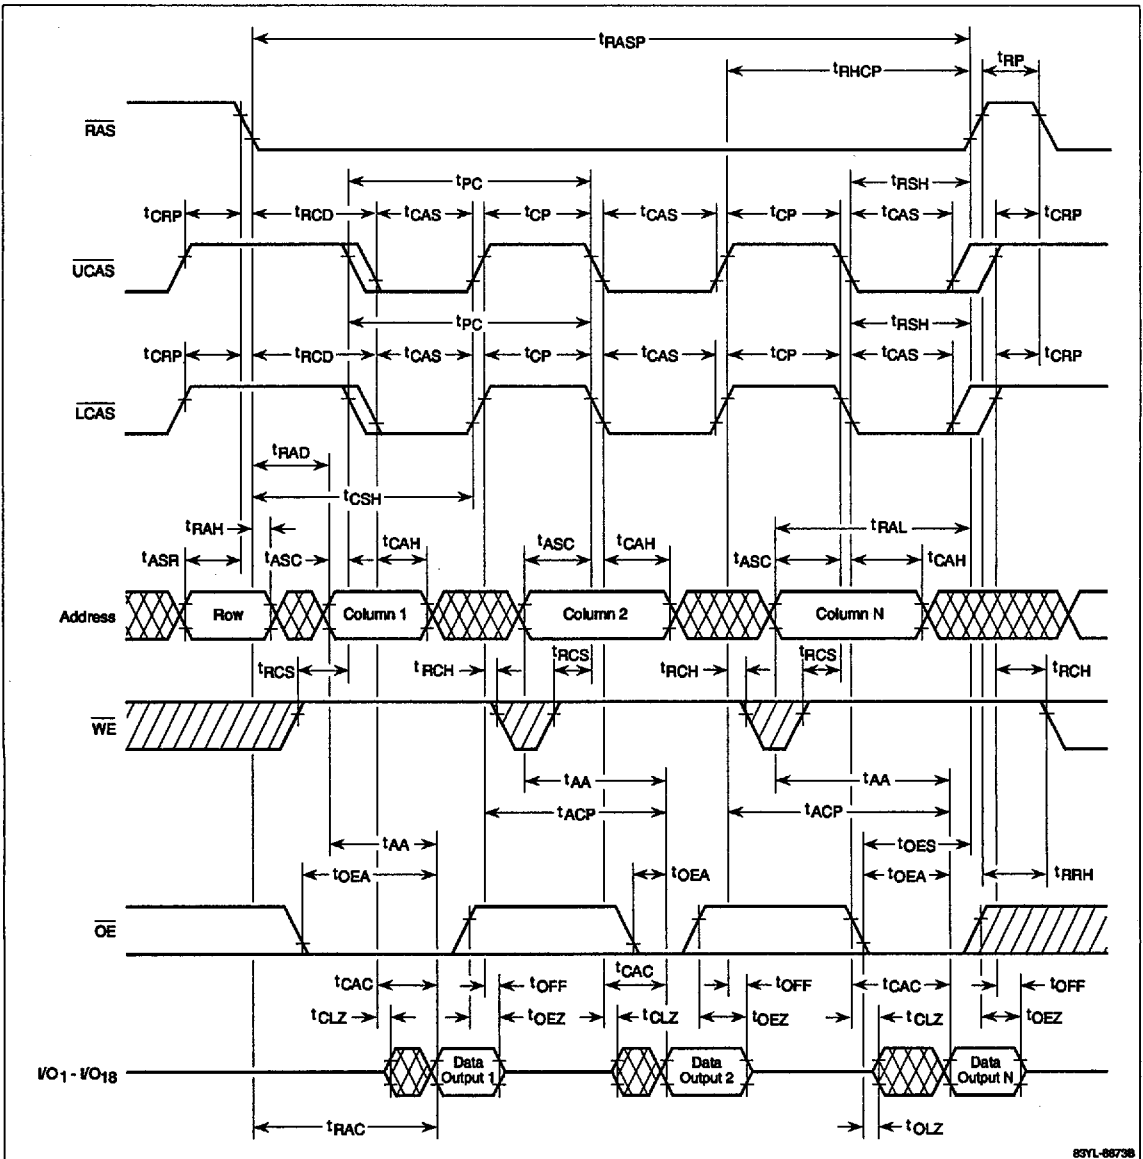 tRASP
tRHCP tRP
RAS
tPC tRSH
tCRP tRCD tCAS tCP tCAS tCP tCAS tCRP
UCAS
tPC tRSH
tCRP tRCD tCAS tCP tCAS tCP tCAS tCRP
LCAS
tRAD
tCSH
tRAH tRAL
tASR tASC tCAH tASC tCAH tASC tCAH
Address Row Column 1 Column 2 Column N
tRCS tRCH tRCS tRCH tRCS tRCH
WE
tAA tAA
tACP tACP
tAA tOES
tOEA tOEA tOEA tRRH
OE
tCAC tOFF tCAC tOFF tCAC tOFF
tCLZ tOEZ tCLZ tOEZ tCLZ tOEZ
I/O1 - I/O18 Data Output 1 Data Output 2 Data Output N
tRAC tOLZ
83YL-6673B